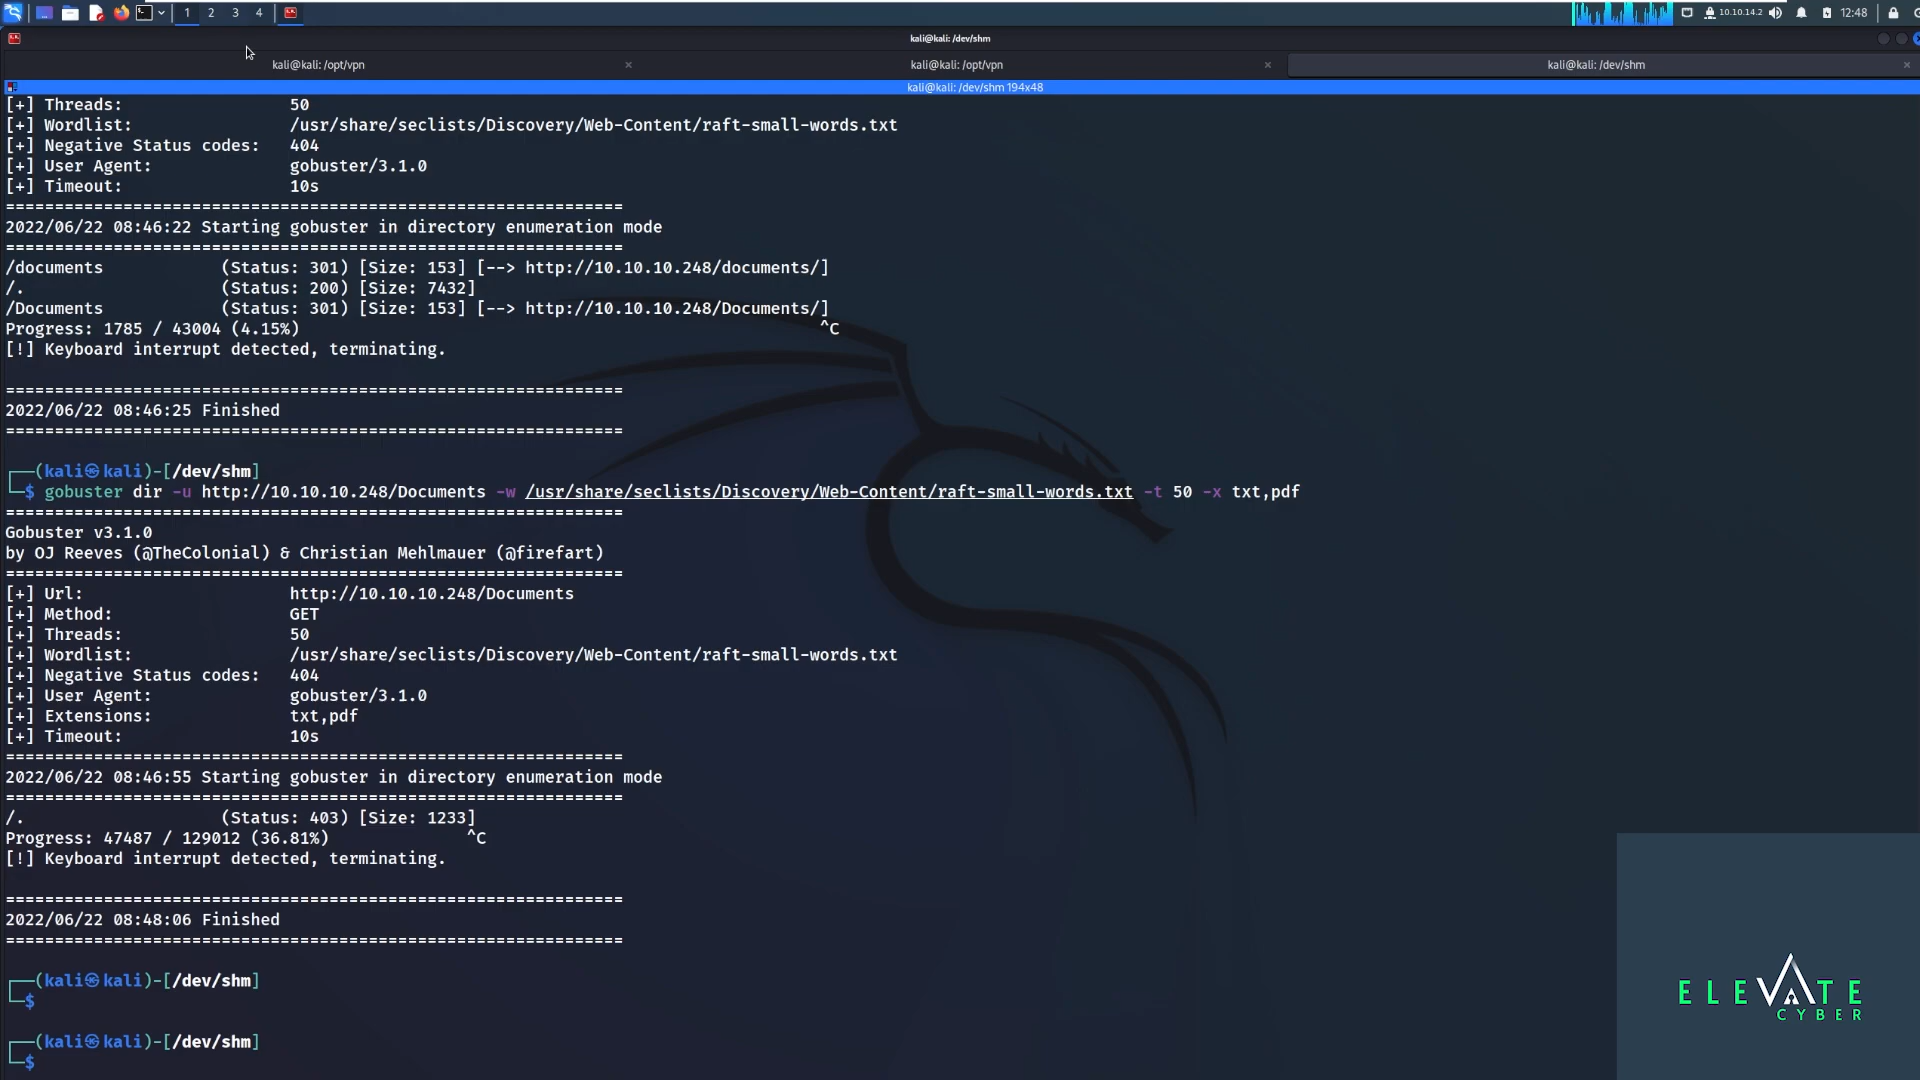 1 2 3 4 10.10.14.2 12:48
kali@kali: /dev/shm
kali@kali: /opt/vpn × kali@kali: /opt/vpn × kali@kali: /dev/shm ×
kali@kali: /dev/shm 194x48
[+] Threads: 50
[+] Wordlist: /usr/share/seclists/Discovery/Web-Content/raft-small-words.txt
[+] Negative Status codes: 404
[+] User Agent: gobuster/3.1.0
[+] Timeout: 10s
===============================================================
2022/06/22 08:46:22 Starting gobuster in directory enumeration mode
===============================================================
/documents (Status: 301) [Size: 153] [--> http://10.10.10.248/documents/]
/. (Status: 200) [Size: 7432]
/Documents (Status: 301) [Size: 153] [--> http://10.10.10.248/Documents/]
Progress: 1785 / 43004 (4.15%) ^C
[!] Keyboard interrupt detected, terminating.
===============================================================
2022/06/22 08:46:25 Finished
===============================================================
┌──(kali㉿kali)-[/dev/shm]
└─$ gobuster dir -u http://10.10.10.248/Documents -w /usr/share/seclists/Discovery/Web-Content/raft-small-words.txt -t 50 -x txt,pdf
===============================================================
Gobuster v3.1.0
by OJ Reeves (@TheColonial) & Christian Mehlmauer (@firefart)
===============================================================
[+] Url: http://10.10.10.248/Documents
[+] Method: GET
[+] Threads: 50
[+] Wordlist: /usr/share/seclists/Discovery/Web-Content/raft-small-words.txt
[+] Negative Status codes: 404
[+] User Agent: gobuster/3.1.0
[+] Extensions: txt,pdf
[+] Timeout: 10s
===============================================================
2022/06/22 08:46:55 Starting gobuster in directory enumeration mode
===============================================================
/. (Status: 403) [Size: 1233]
Progress: 47487 / 129012 (36.81%) ^C
[!] Keyboard interrupt detected, terminating.
===============================================================
2022/06/22 08:48:06 Finished
===============================================================
┌──(kali㉿kali)-[/dev/shm]
└─$
┌──(kali㉿kali)-[/dev/shm]
└─$
ELEVATE
CYBER